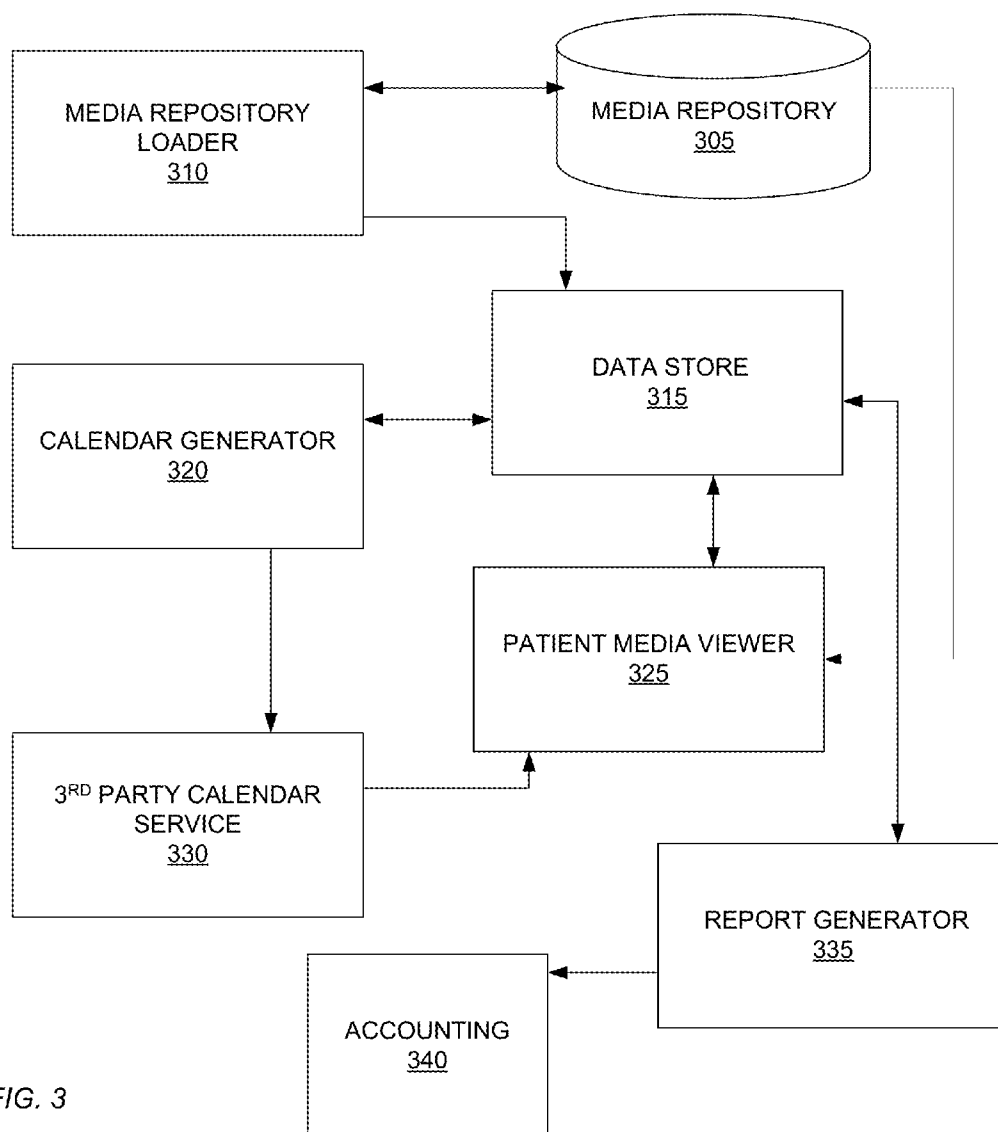 MEDIA REPOSITORY
LOADER
310
MEDIA REPOSITORY
305
DATA STORE
315
CALENDAR GENERATOR
320
PATIENT MEDIA VIEWER
325
3RD PARTY CALENDAR
SERVICE
330
REPORT GENERATOR
335
ACCOUNTING
340
FIG. 3